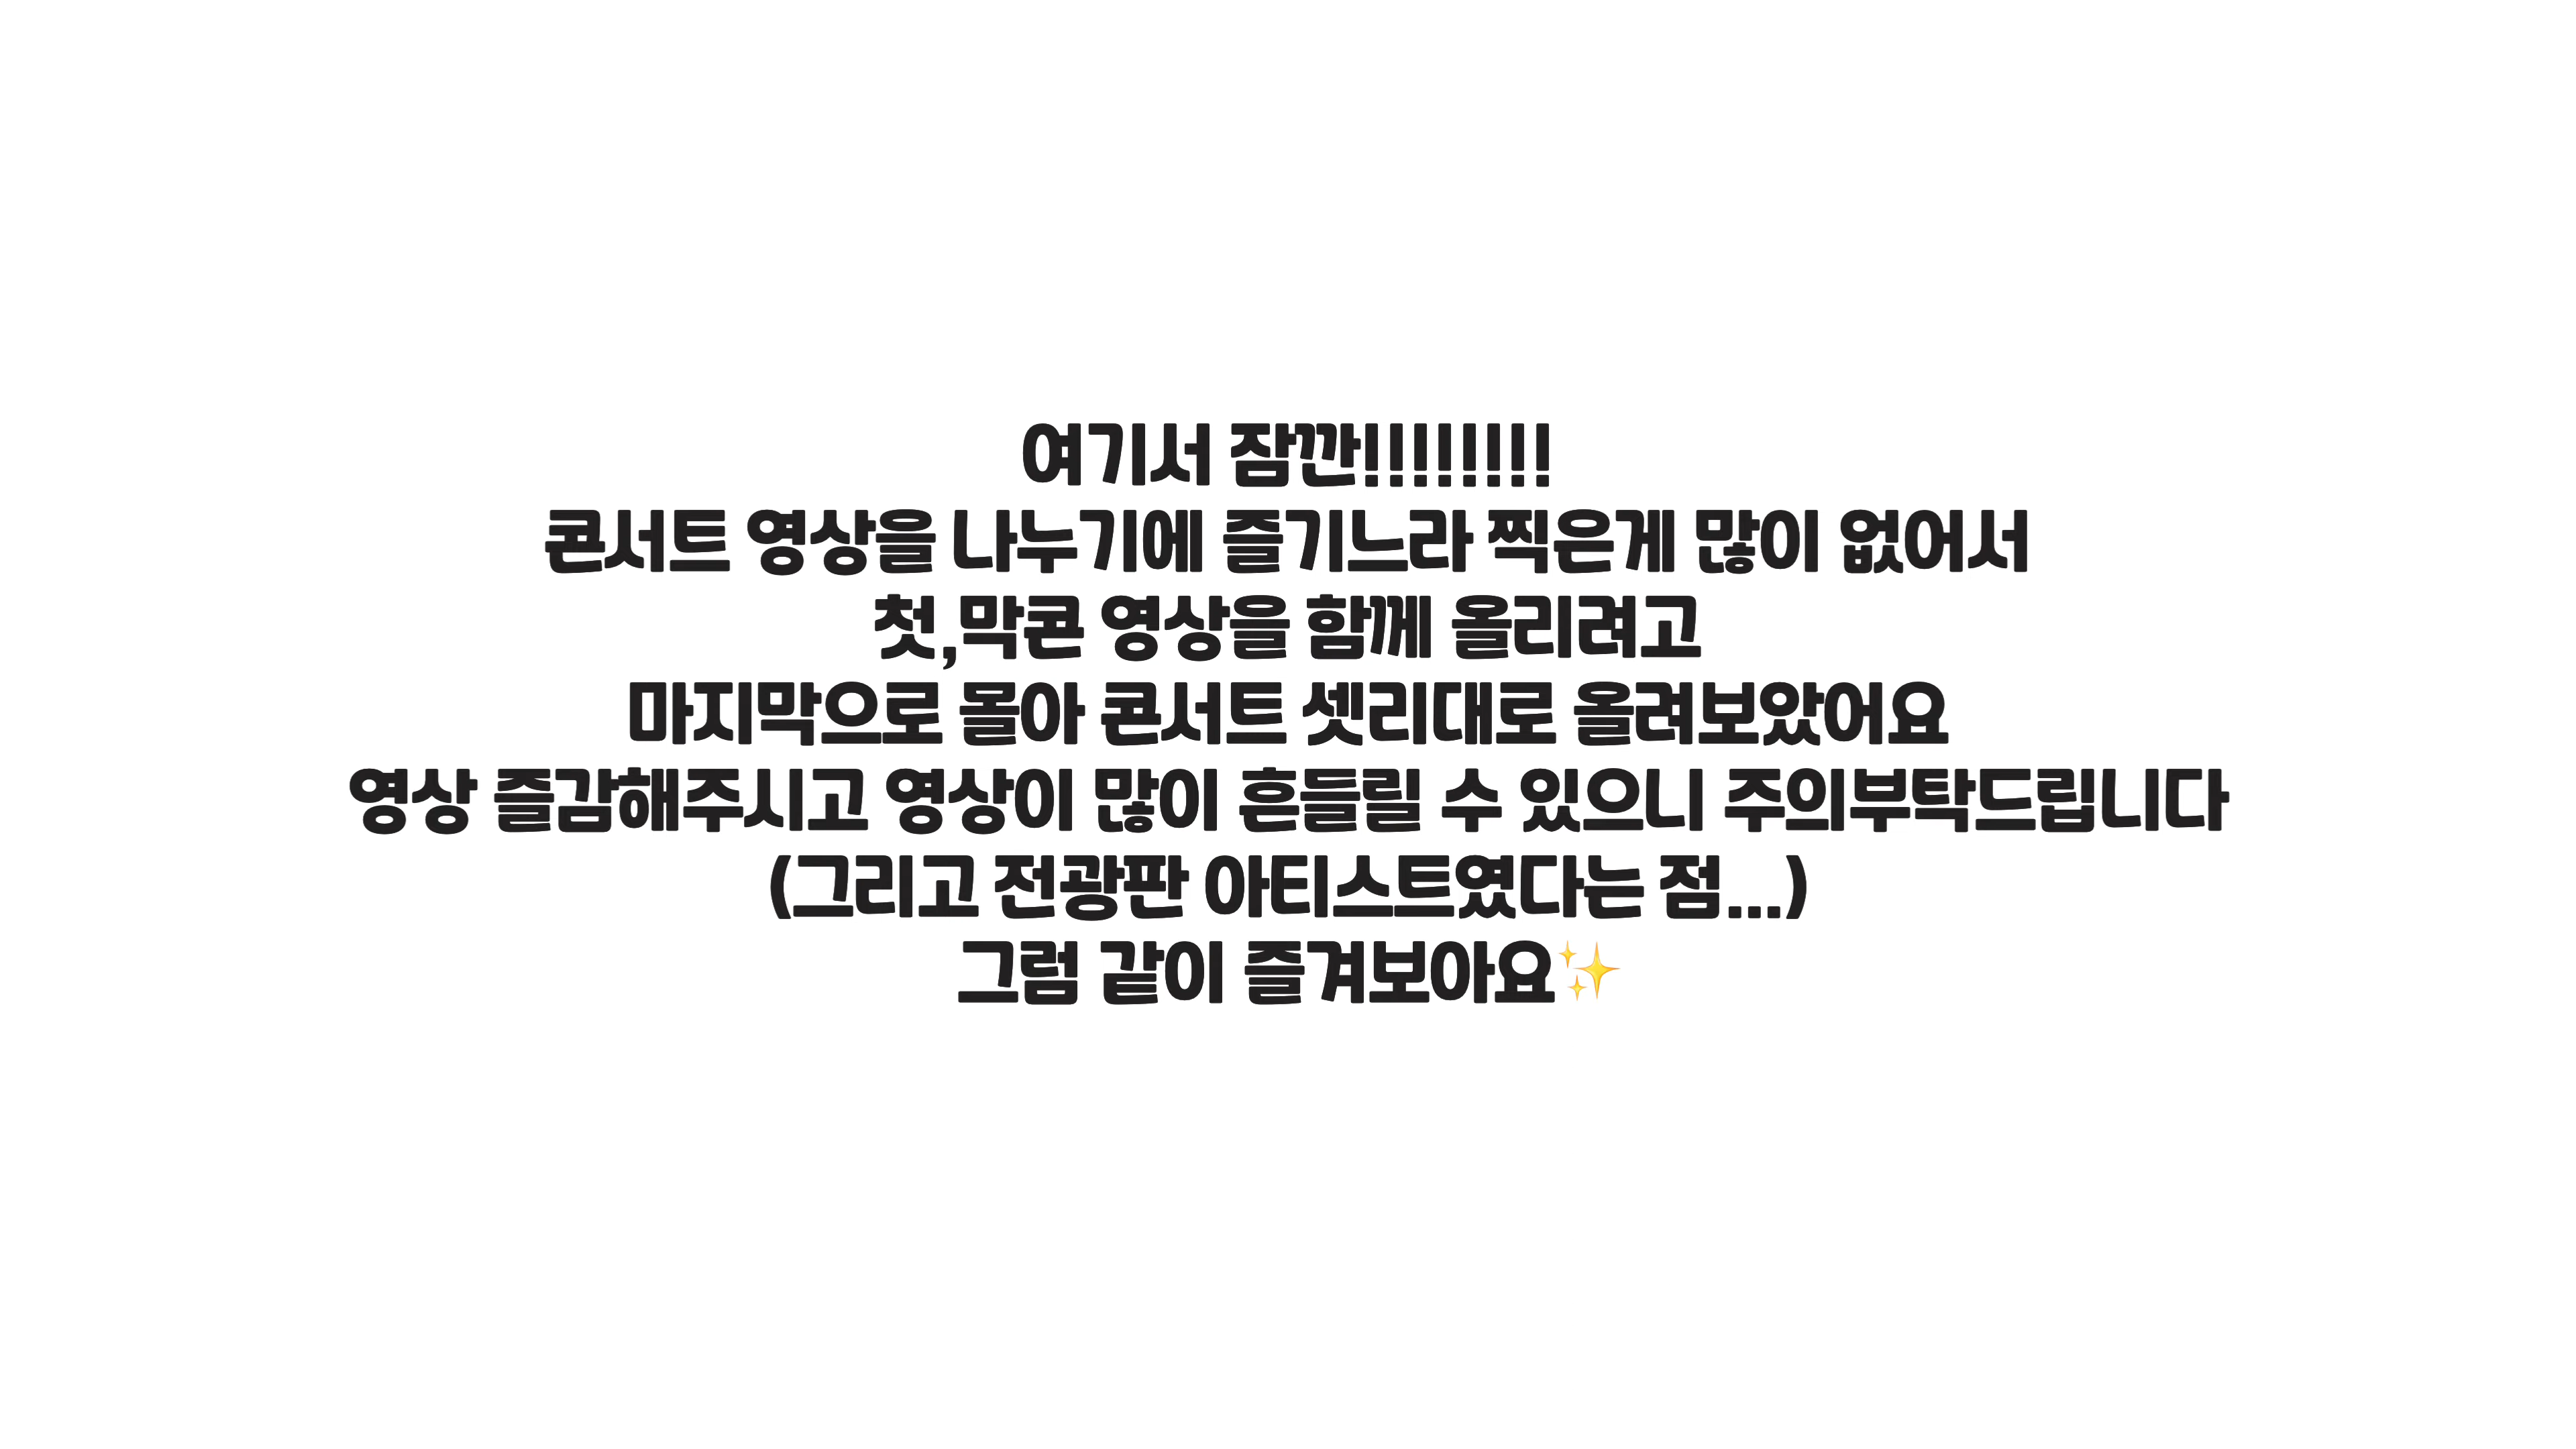 여기서 잠깐!!!!!!!!
콘서트 영상을 나누기에 즐기느라 찍은게 많이 없어서
첫,막콘 영상을 함께 올리려고
마지막으로 몰아 콘서트 셋리대로 올려보았어요
영상 즐감해주시고 영상이 많이 흔들릴 수 있으니 주의부탁드립니다
(그리고 전광판 아티스트였다는 점...)
그럼 같이 즐겨보아요✨